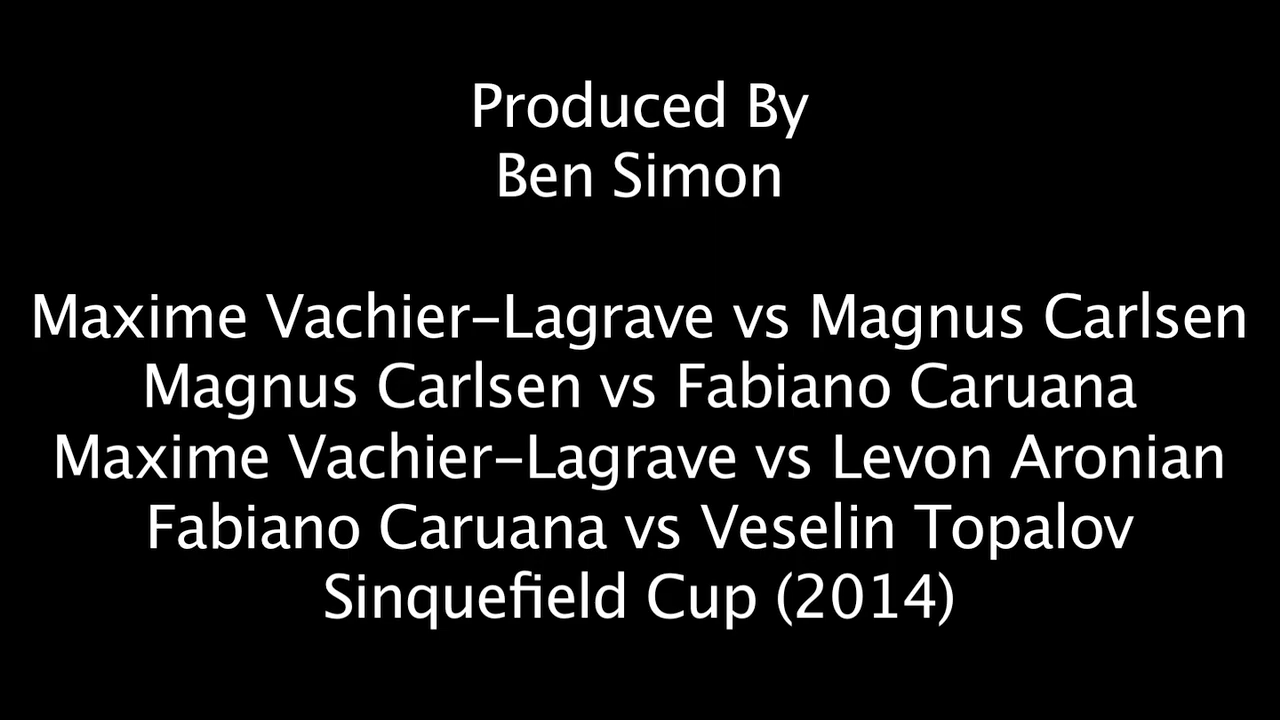 Produced By
Ben Simon
Maxime Vachier-Lagrave vs Magnus Carlsen
Magnus Carlsen vs Fabiano Caruana
Maxime Vachier-Lagrave vs Levon Aronian
Fabiano Caruana vs Veselin Topalov
Sinquefield Cup (2014)